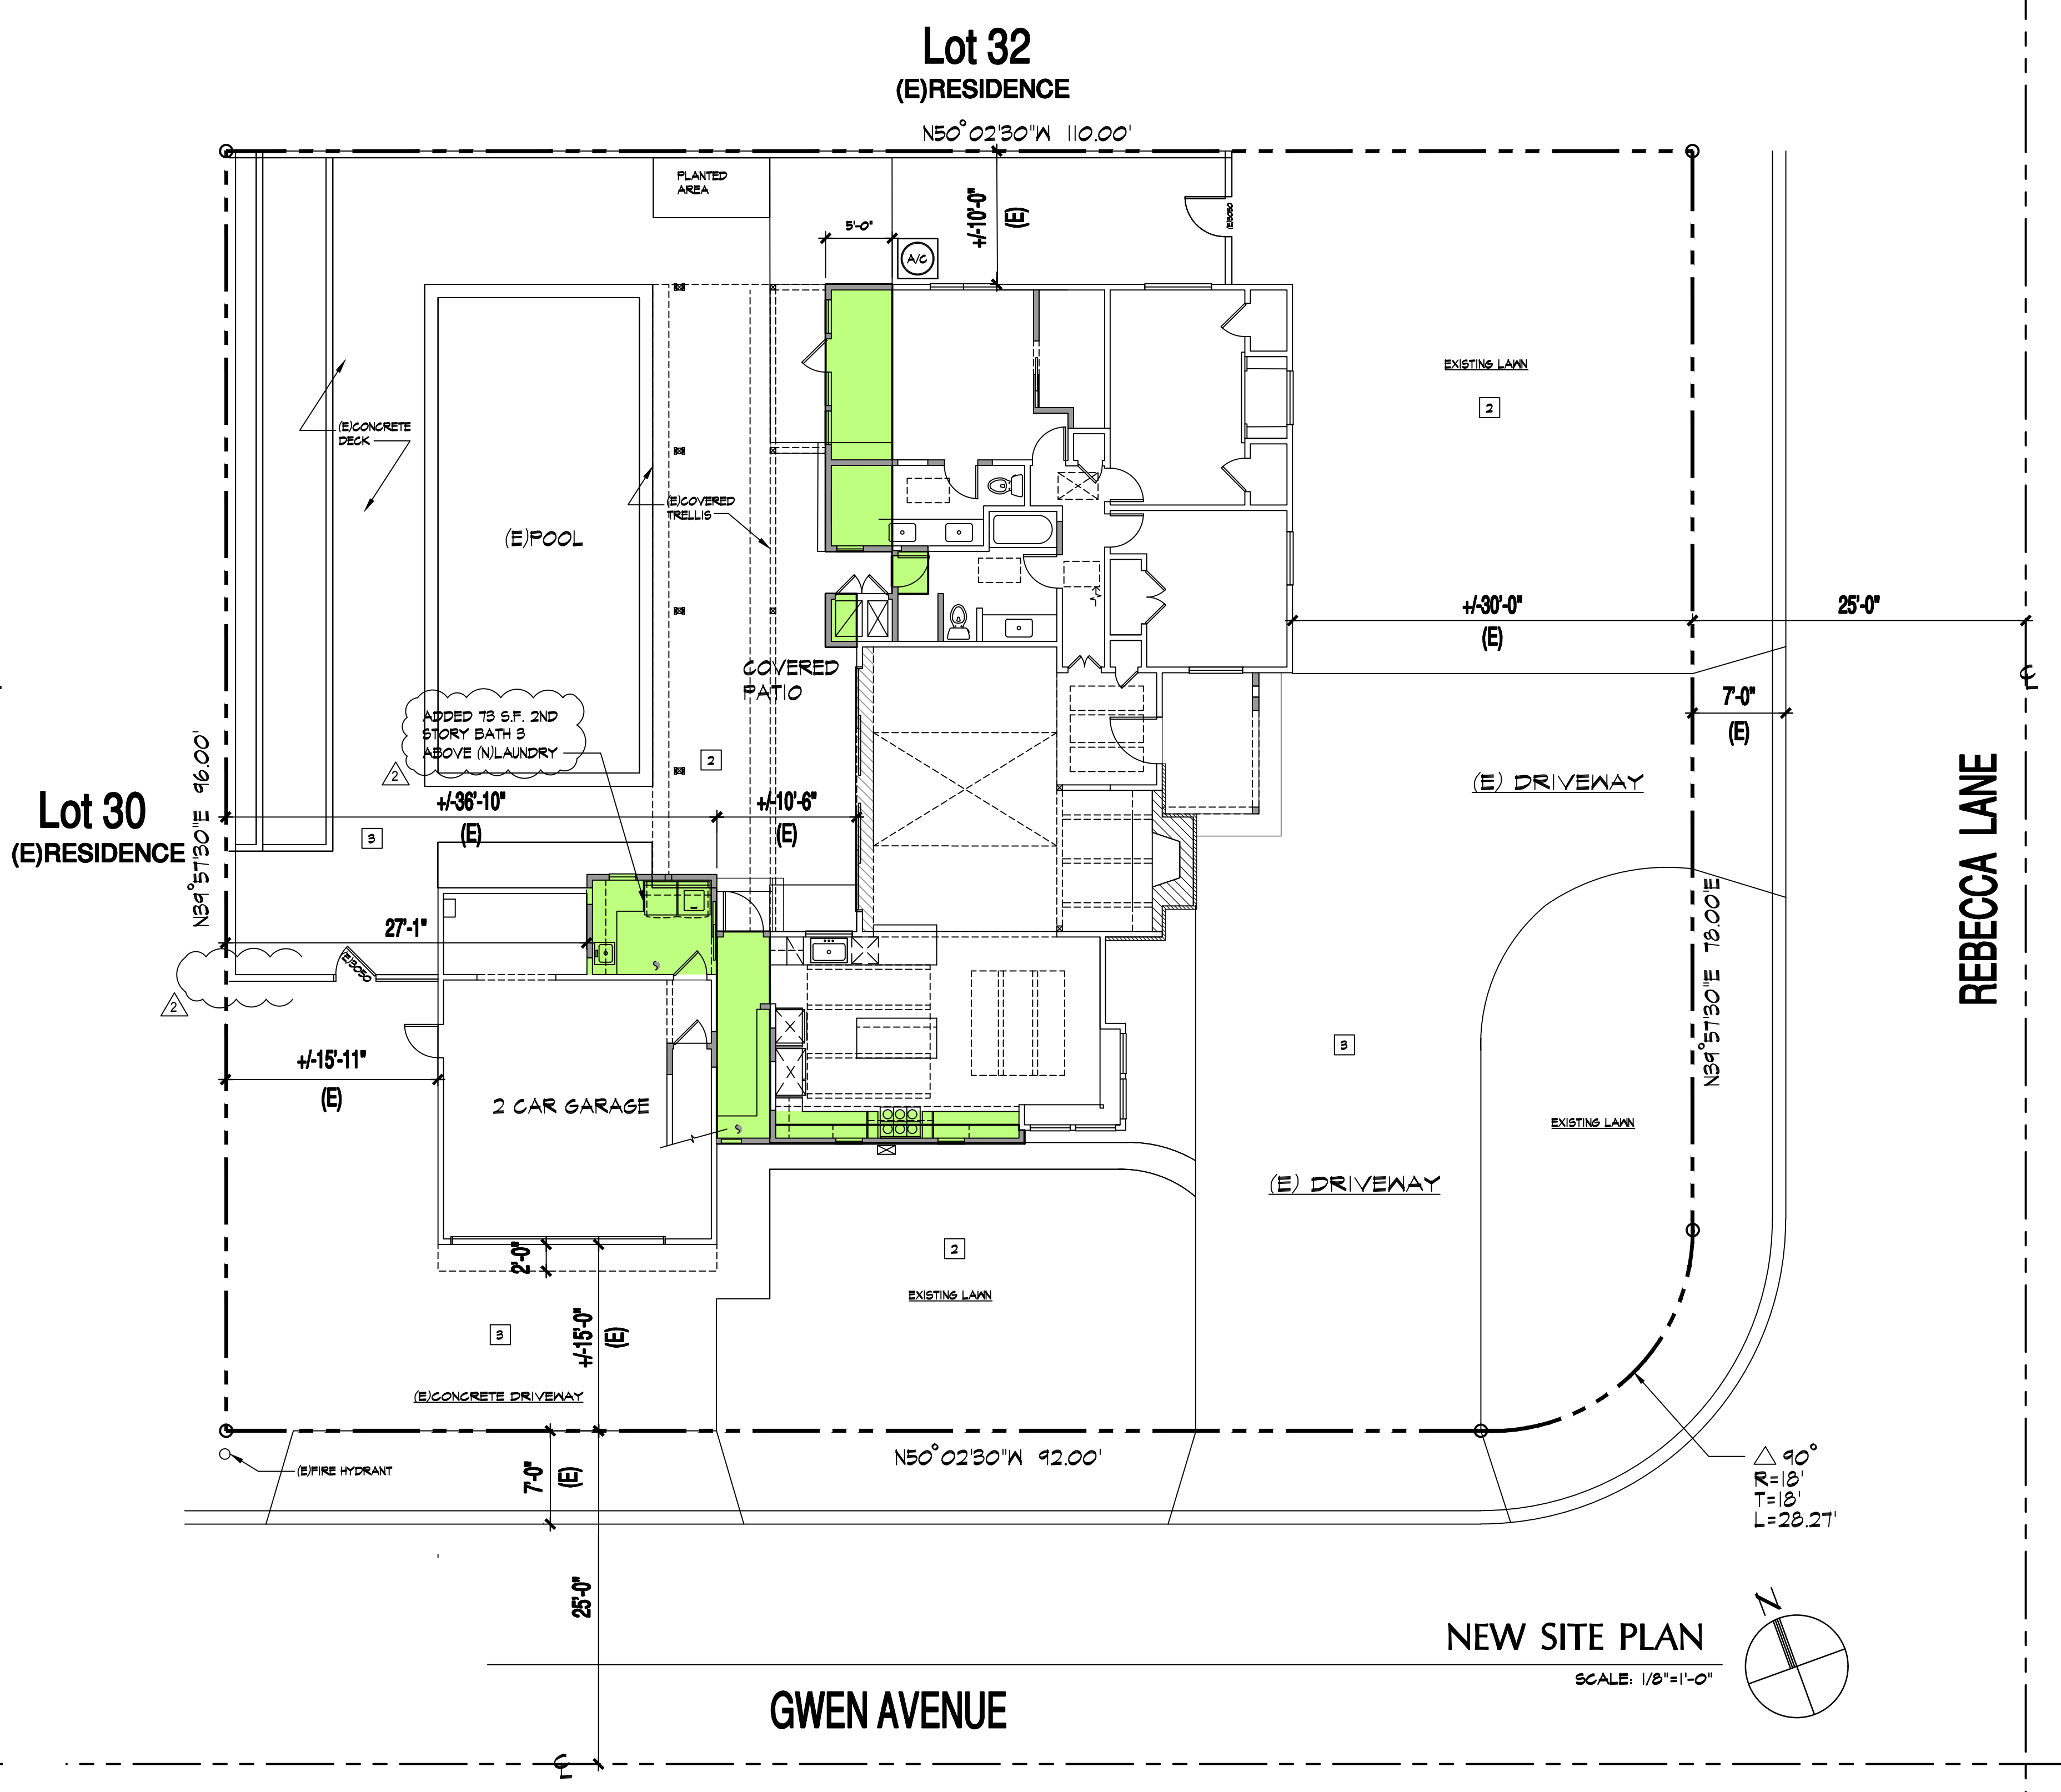 Lot 32
(E)RESIDENCE
N50°02'30"W 110.00'
PLANTED
AREA
5'-0"
A/C
+/-10'-0"
(E)
(E)3030
EXISTING LAWN
2
(E)CONCRETE
DECK
(E)COVERED
TRELLIS
(E)POOL
+/-30'-0"
(E)
25'-0"
COVERED
PATIO
7'-0"
(E)
ADDED 73 S.F. 2ND
STORY BATH 3
ABOVE (N)LAUNDRY
2
2
(E) DRIVEWAY
+/-36'-10"
(E)
+/-10'-6"
(E)
Lot 30
(E)RESIDENCE
N39°57'30"E 96.00'
3
REBECCA LANE
N39°57'30"E 78.00'E
27'-1"
(E)3050
2
+/-15'-11"
(E)
2 CAR GARAGE
3
EXISTING LAWN
(E) DRIVEWAY
2'-0"
2
EXISTING LAWN
3
+/-15'-0"
(E)
(E)CONCRETE DRIVEWAY
N50°02'30"W 92.00'
(E)FIRE HYDRANT
7'-0"
(E)
△ 90°
R=18'
T=18'
L=28.27'
25'-0"
N
NEW SITE PLAN
SCALE: 1/8"=1'-0"
GWEN AVENUE